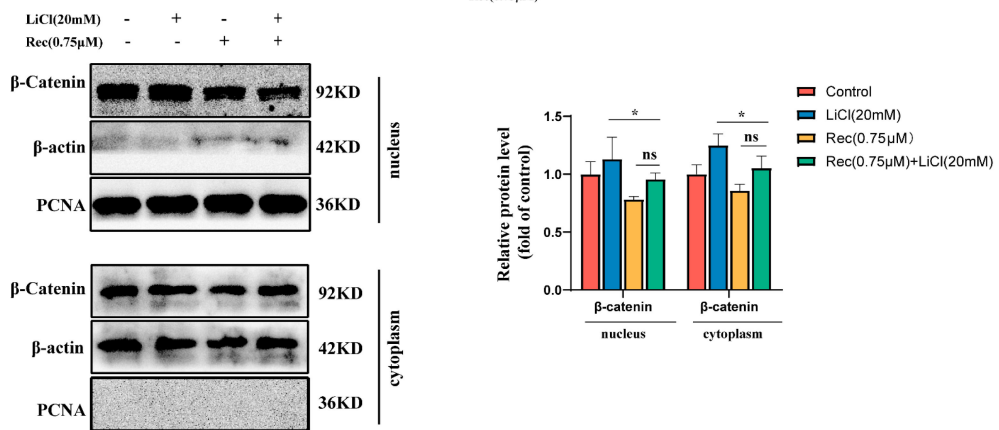 LiCl(20mM) - + - +
Rec(0.75μM) - - + +
β-Catenin 92KD
β-actin 42KD
PCNA 36KD
nucleus
β-Catenin 92KD
β-actin 42KD
PCNA 36KD
cytoplasm
Relative protein level
(fold of control)
1.5
1.0
0.5
0.0
* *
ns ns
β-catenin β-catenin
nucleus cytoplasm
Control
LiCl(20mM)
Rec(0.75μM)
Rec(0.75μM)+LiCl(20mM)